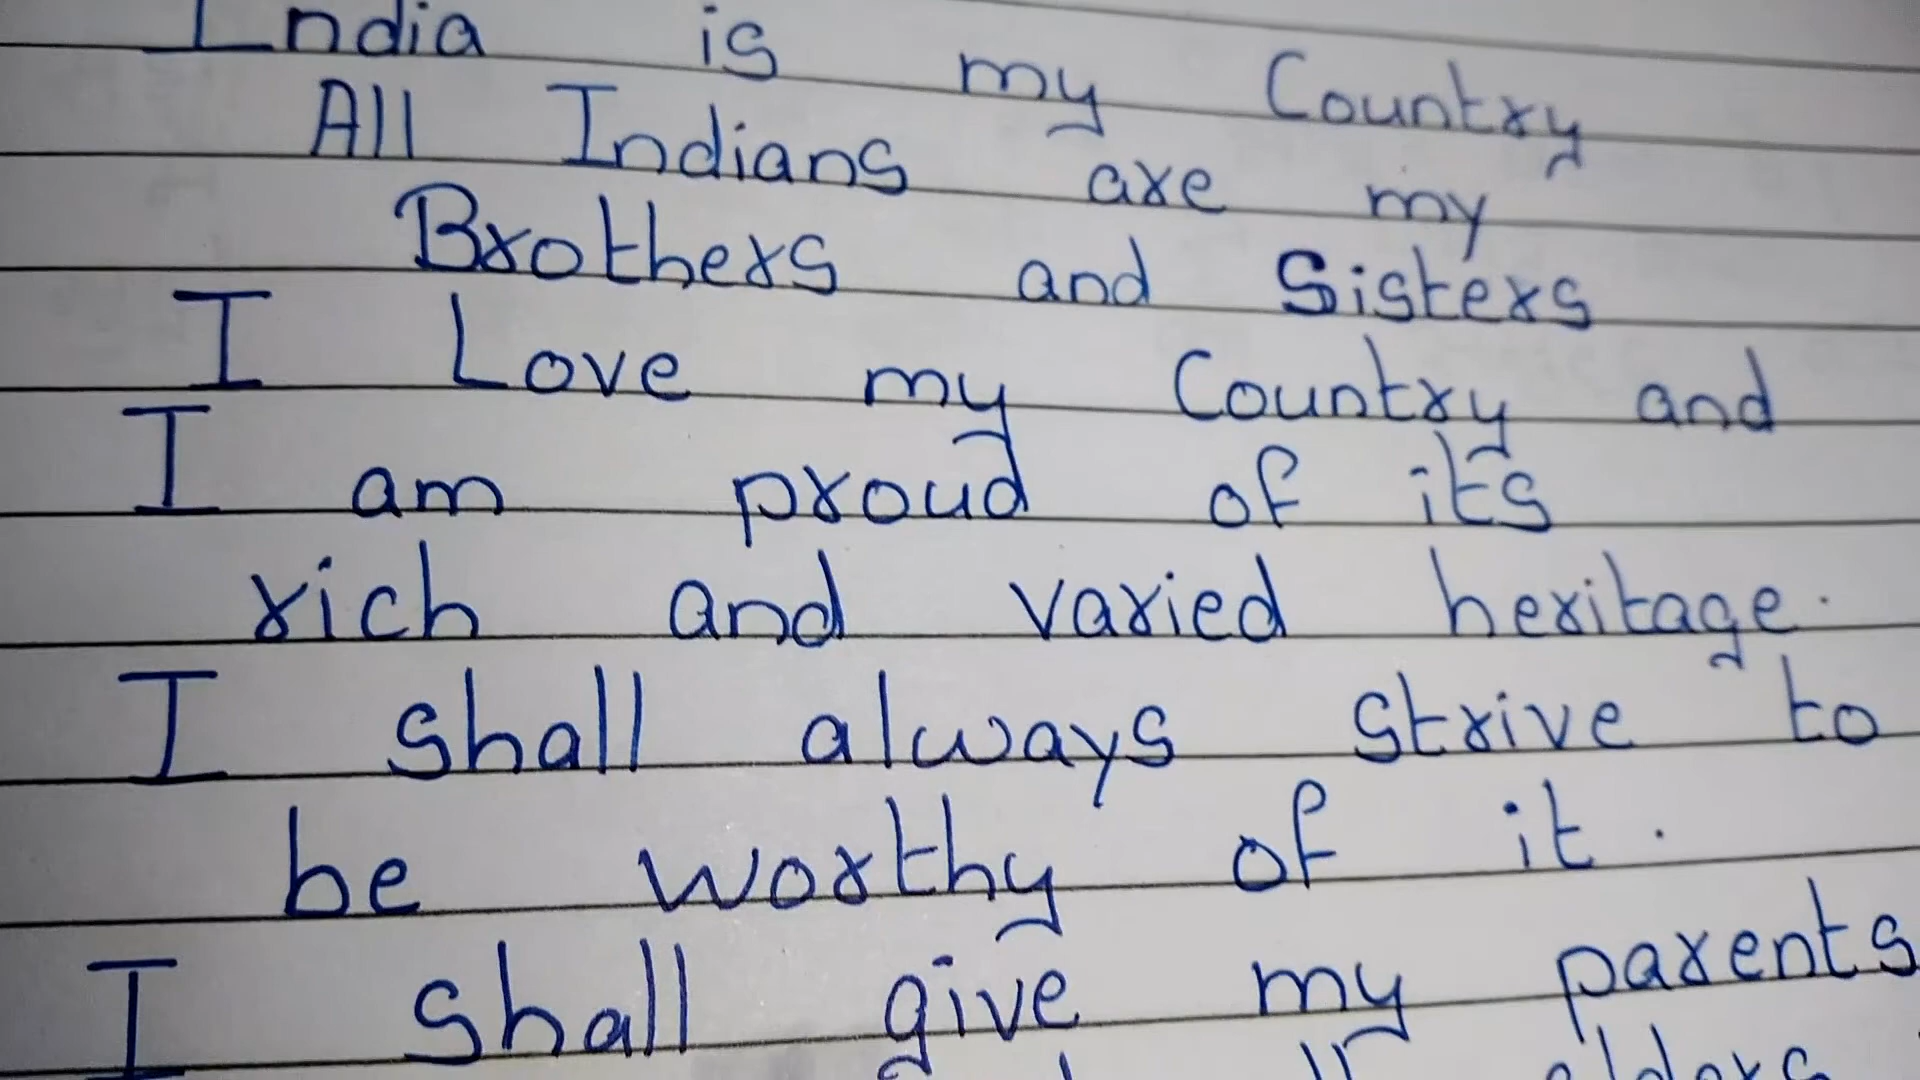 India is my Country
All Indians are my
Brothers and Sisters
I Love my Country and
I am proud of its
rich and varied heritage.
I shall always strive to
be worthy of it.
I shall give my parents
elders